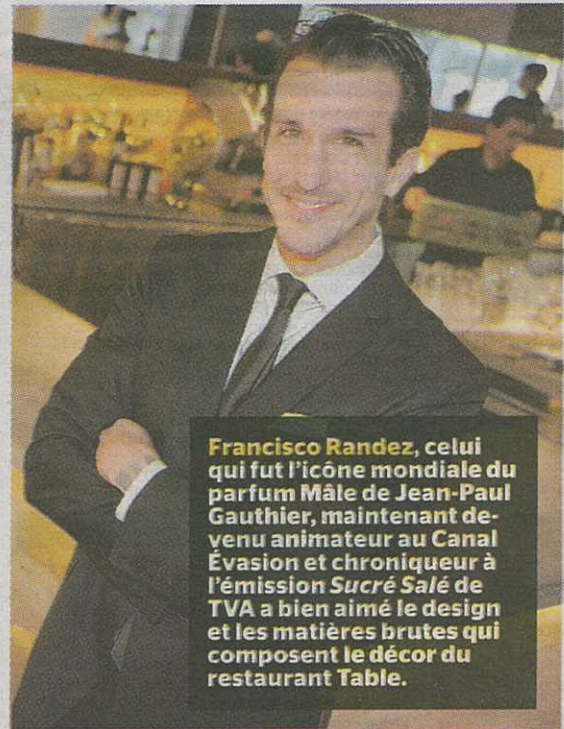 Francisco Randez, celui
qui fut l'icône mondiale du
parfum Mâle de Jean-Paul
Gauthier, maintenant de-
venu animateur au Canal
Évasion et chroniqueur à
l'émission Sucré Salé de
TVA a bien aimé le design
et les matières brutes qui
composent le décor du
restaurant Table.